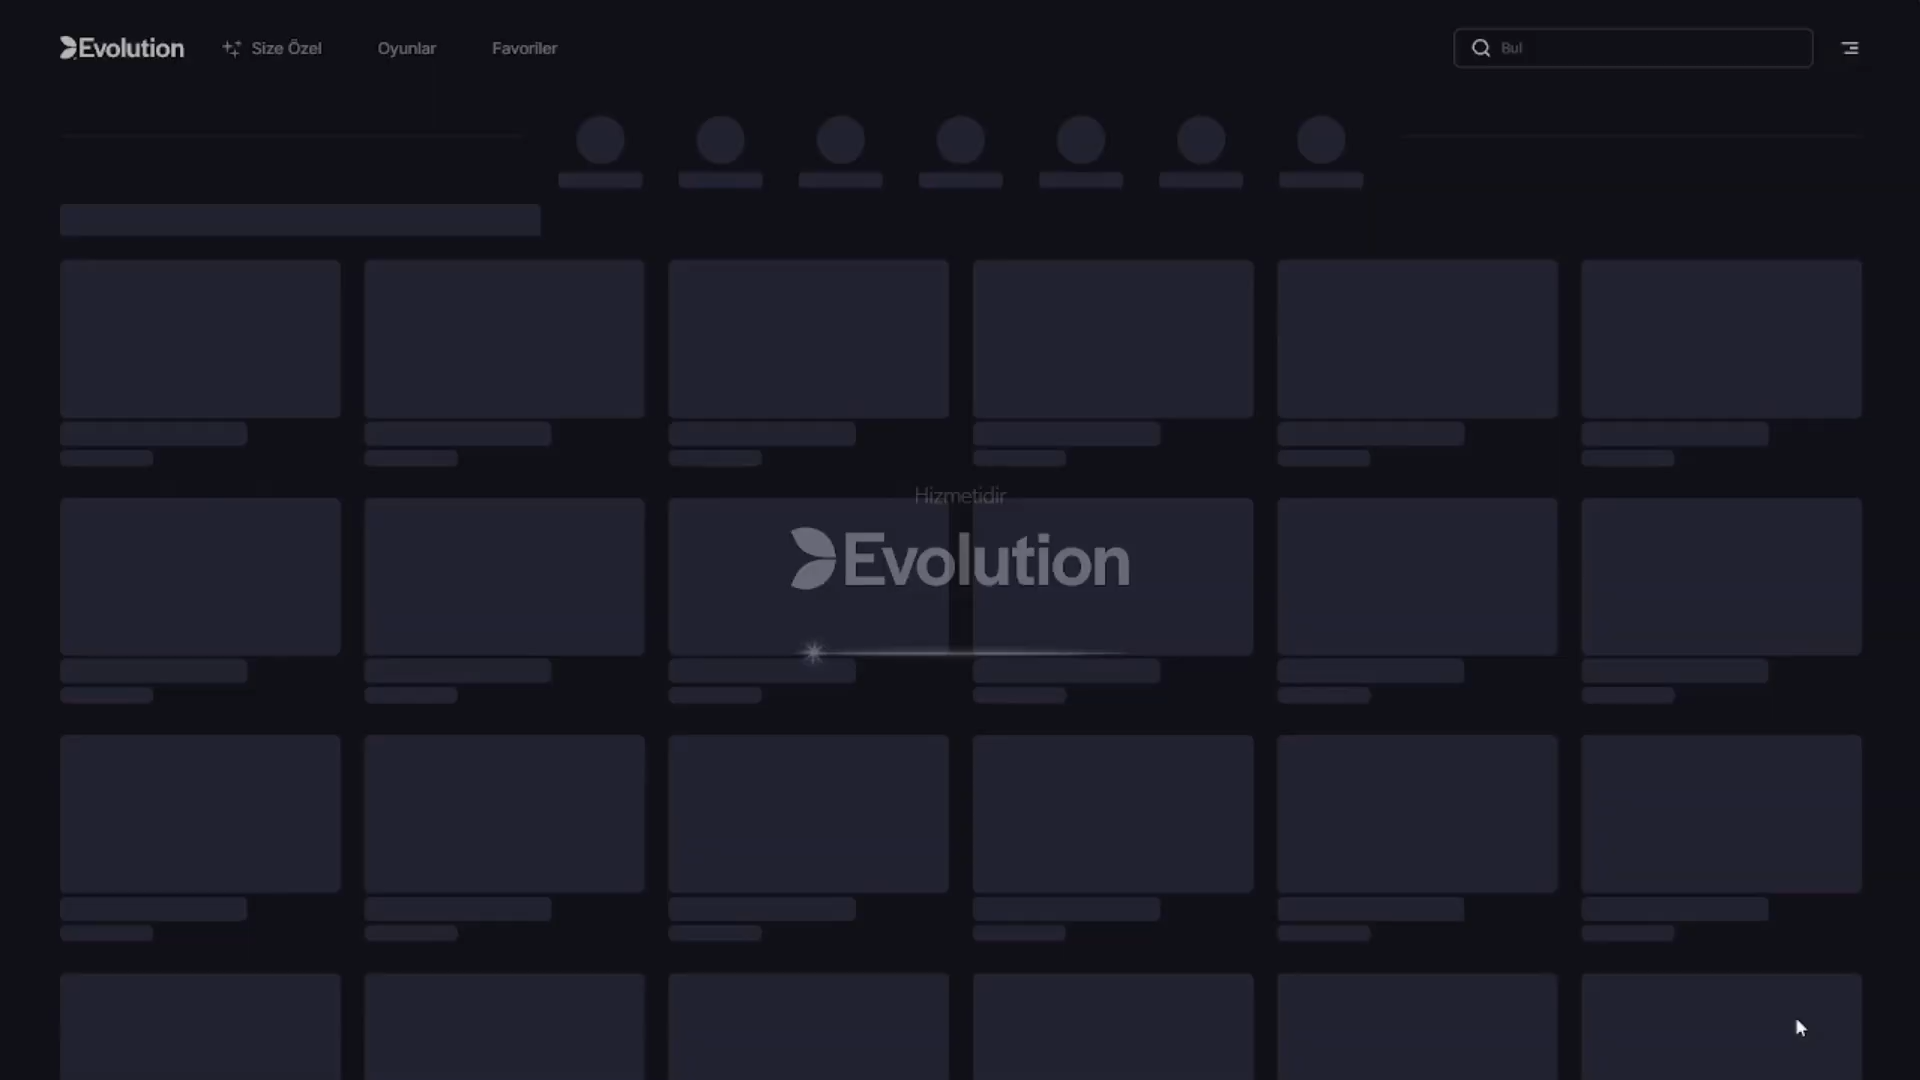 Evolution
Size Özel
Oyunlar
Favoriler
Bul
Hizmetidir
Evolution